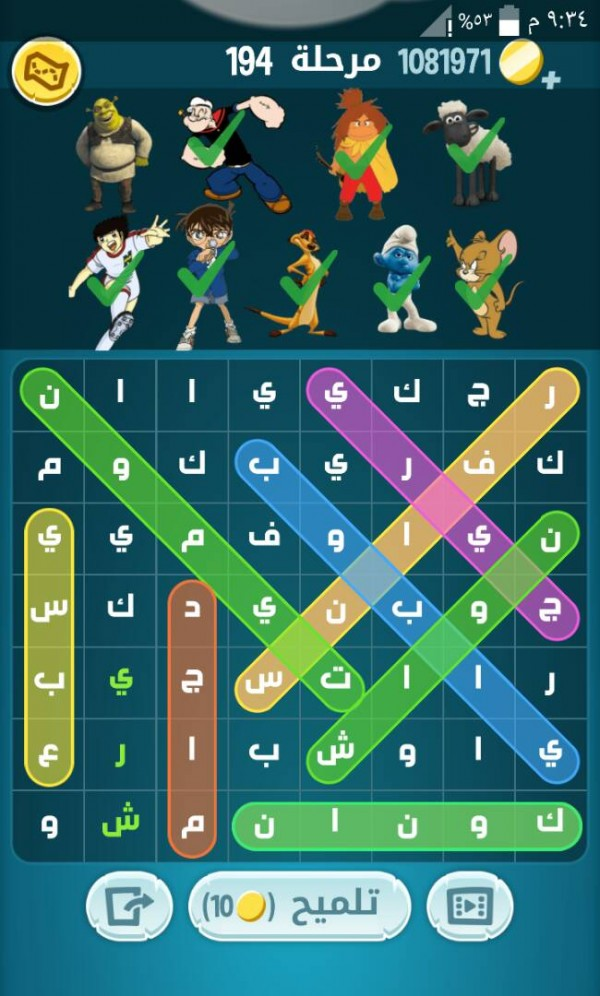 ٩:٣٤ م ٥٣%
1081971 مرحلة 194
ر ج ك ي ي ا ا ن
ك ف ر ي ب ك و م
ن ي ا و ف م ي ي
ج و ب ن ي د ك س
ر ا ا ت س ج ي ب
ي ا و ش ب ا ر ع
ك و ن ا ن م ش و
تلميح (10)